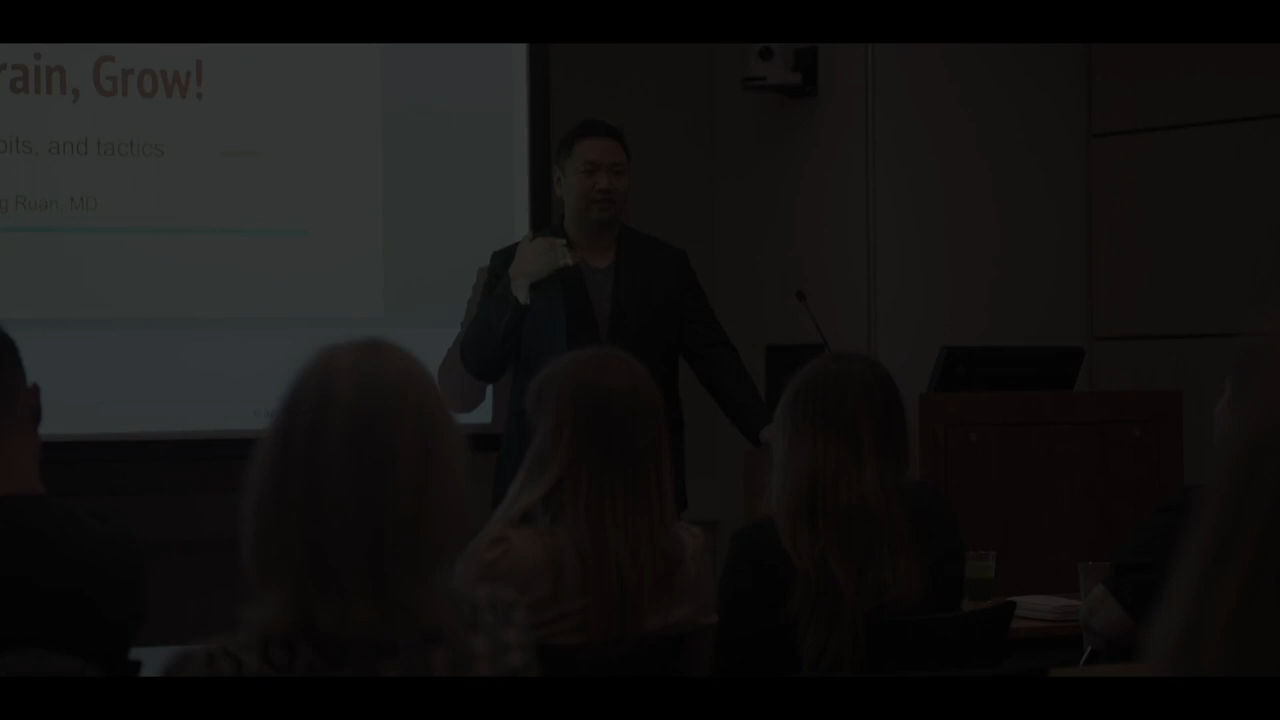 rain, Grow!
bits, and tactics
g Ruan, MD